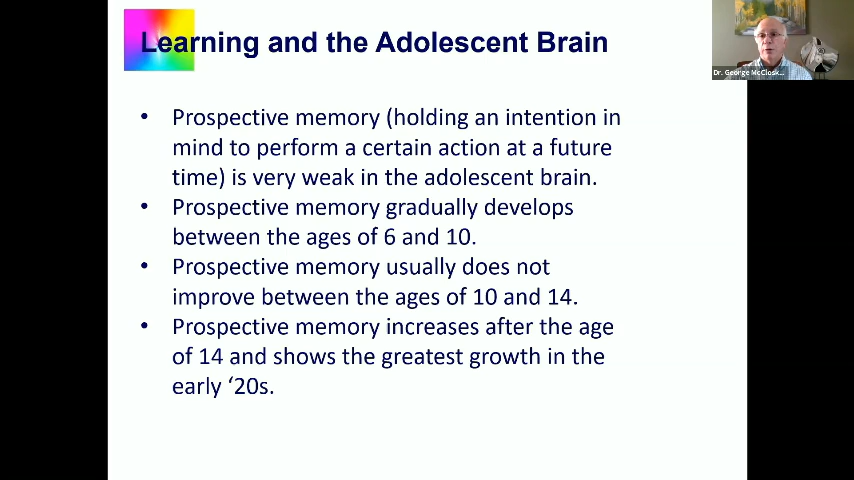 Learning and the Adolescent Brain
Dr. George McClosk...
• Prospective memory (holding an intention in
mind to perform a certain action at a future
time) is very weak in the adolescent brain.
• Prospective memory gradually develops
between the ages of 6 and 10.
• Prospective memory usually does not
improve between the ages of 10 and 14.
• Prospective memory increases after the age
of 14 and shows the greatest growth in the
early ‘20s.